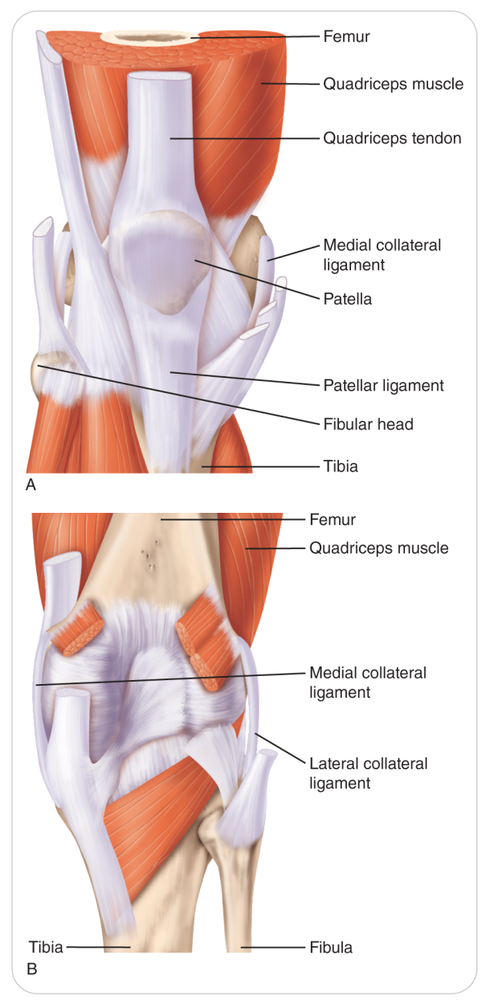 Femur
Quadriceps muscle
Quadriceps tendon
Medial collateral
ligament
Patella
Patellar ligament
Fibular head
Tibia
A
Femur
Quadriceps muscle
Medial collateral
ligament
Lateral collateral
ligament
Tibia
Fibula
B